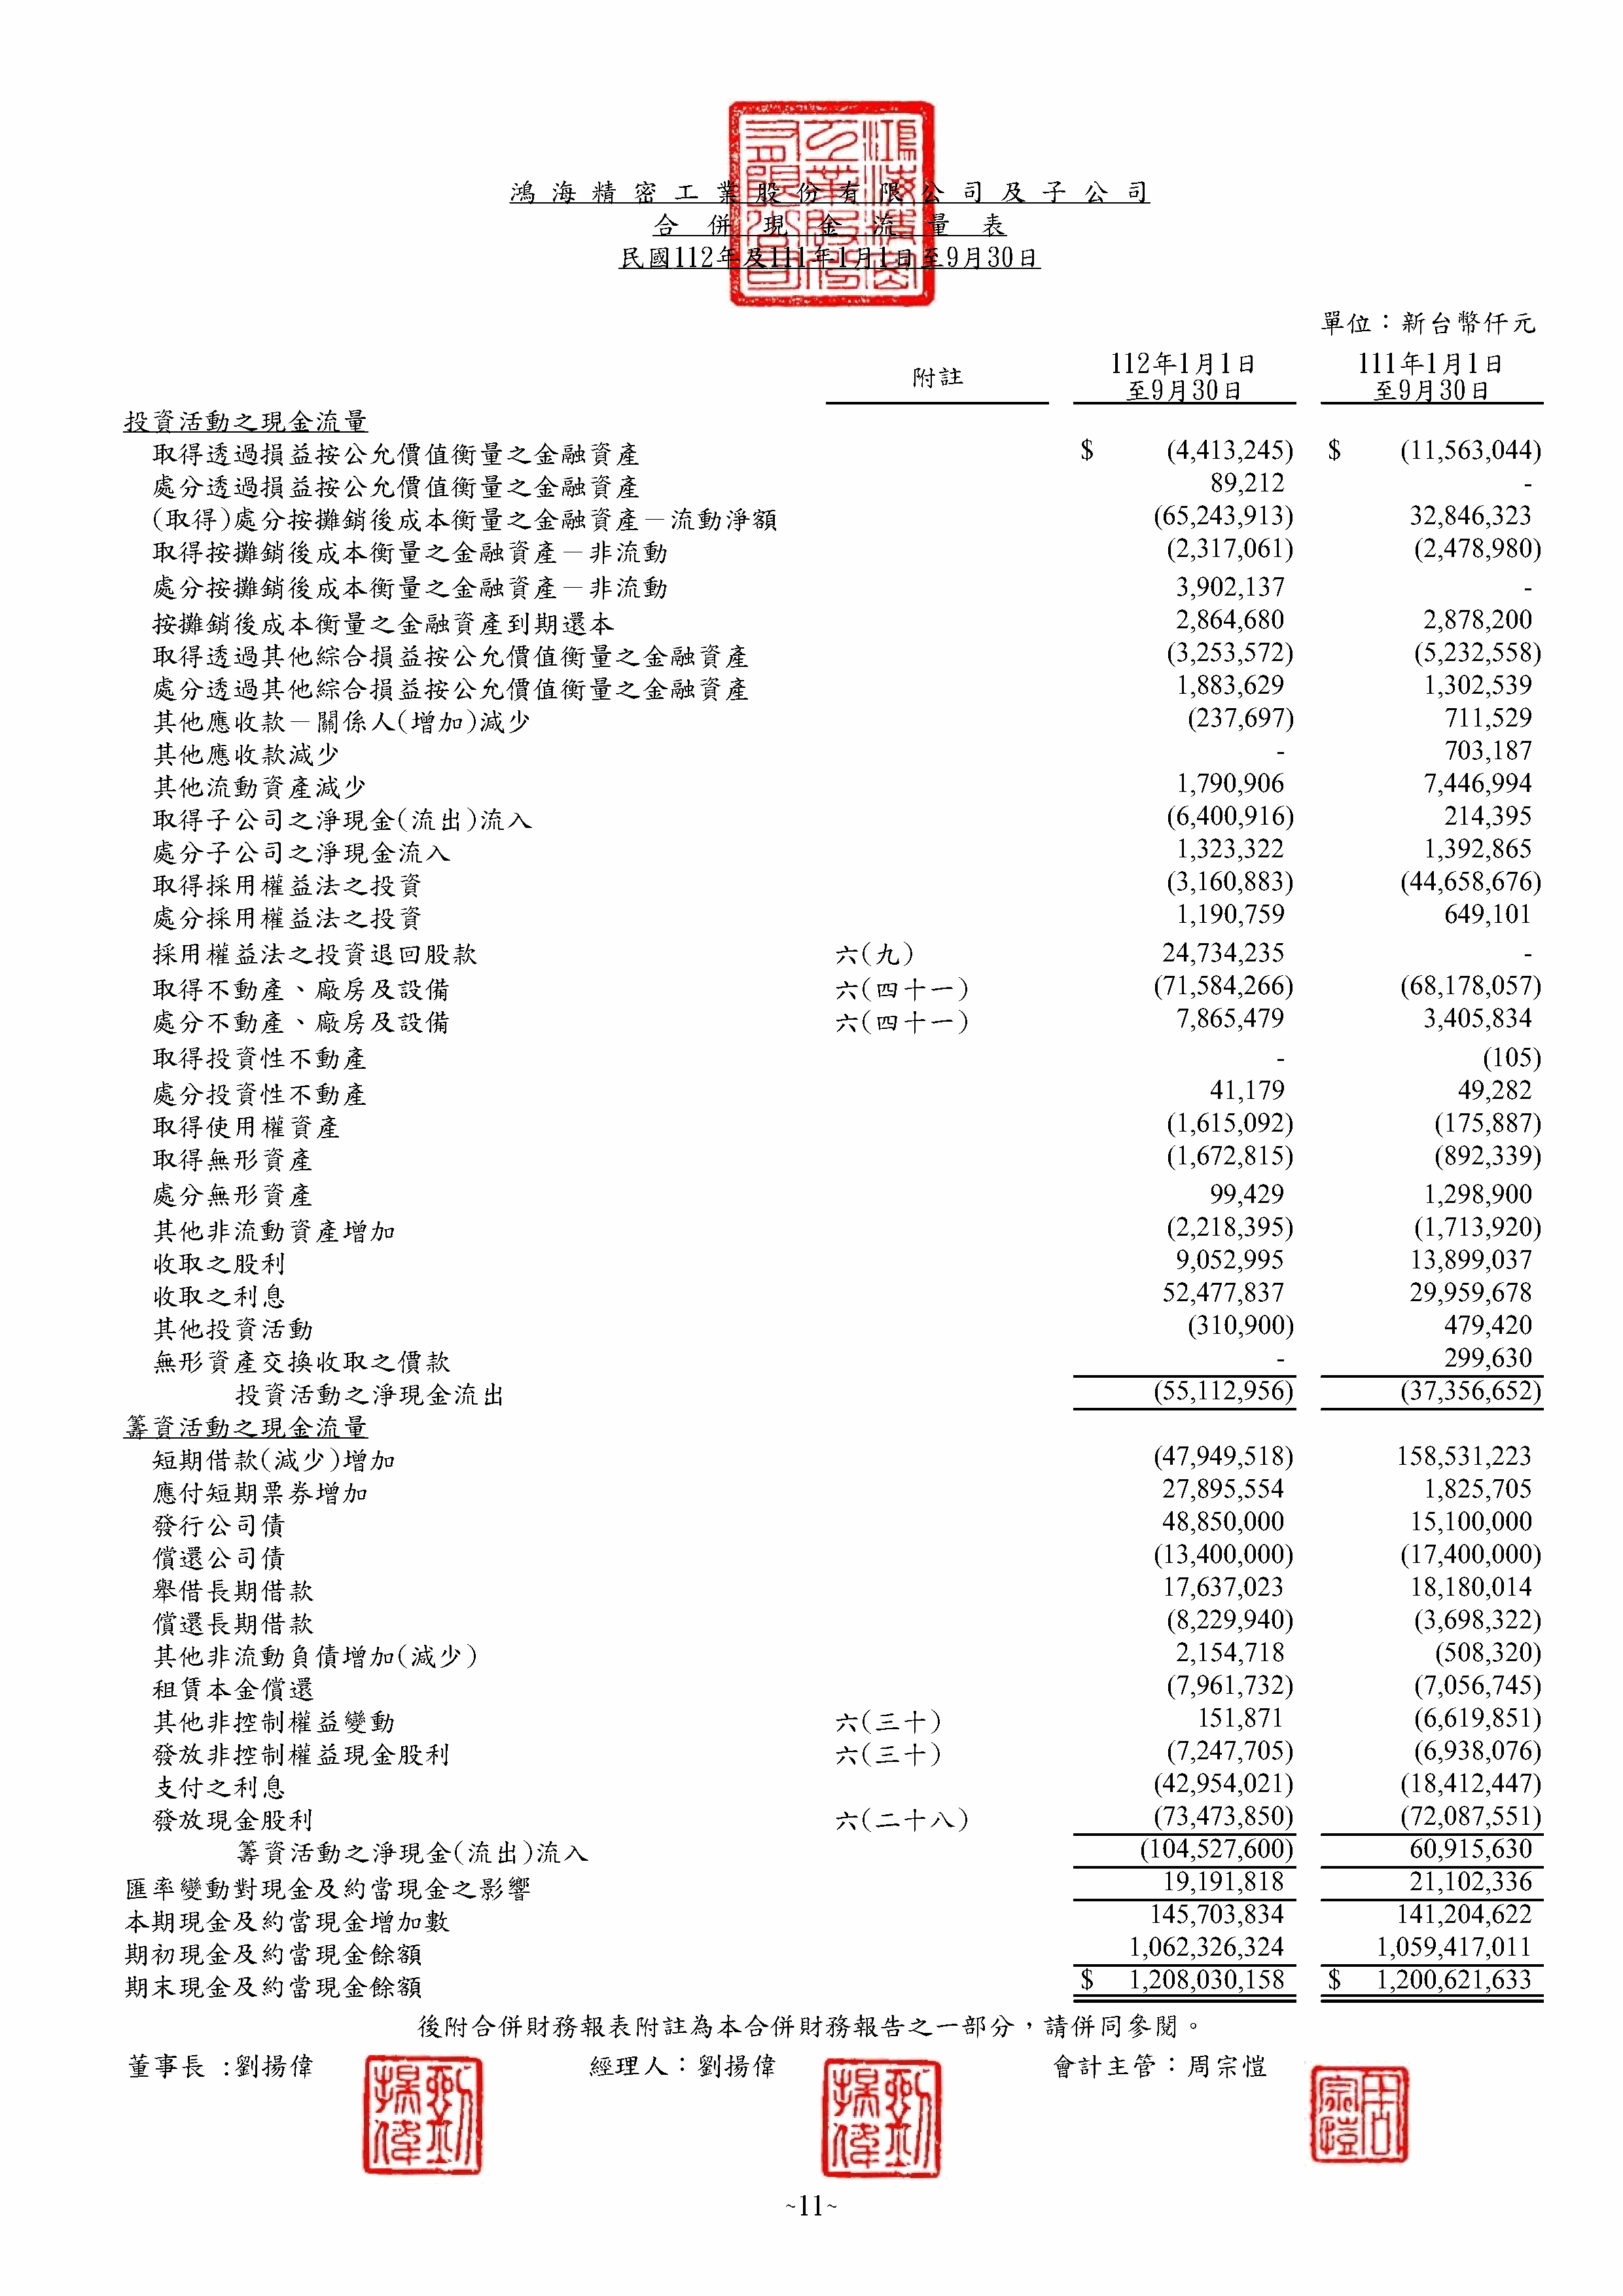 鴻海精密工業股份有限公司及子公司
合併現金流量表
民國112年及111年1月1日至9月30日
單位：新台幣仟元
附註 112年1月1日至9月30日 111年1月1日至9月30日
投資活動之現金流量
取得透過損益按公允價值衡量之金融資產 $ (4,413,245) $ (11,563,044)
處分透過損益按公允價值衡量之金融資產 89,212 -
(取得)處分按攤銷後成本衡量之金融資產－流動淨額 (65,243,913) 32,846,323
取得按攤銷後成本衡量之金融資產－非流動 (2,317,061) (2,478,980)
處分按攤銷後成本衡量之金融資產－非流動 3,902,137 -
按攤銷後成本衡量之金融資產到期還本 2,864,680 2,878,200
取得透過其他綜合損益按公允價值衡量之金融資產 (3,253,572) (5,232,558)
處分透過其他綜合損益按公允價值衡量之金融資產 1,883,629 1,302,539
其他應收款－關係人(增加)減少 (237,697) 711,529
其他應收款減少 - 703,187
其他流動資產減少 1,790,906 7,446,994
取得子公司之淨現金(流出)流入 (6,400,916) 214,395
處分子公司之淨現金流入 1,323,322 1,392,865
取得採用權益法之投資 (3,160,883) (44,658,676)
處分採用權益法之投資 1,190,759 649,101
採用權益法之投資退回股款 六(九) 24,734,235 -
取得不動產、廠房及設備 六(四十一) (71,584,266) (68,178,057)
處分不動產、廠房及設備 六(四十一) 7,865,479 3,405,834
取得投資性不動產 - (105)
處分投資性不動產 41,179 49,282
取得使用權資產 (1,615,092) (175,887)
取得無形資產 (1,672,815) (892,339)
處分無形資產 99,429 1,298,900
其他非流動資產增加 (2,218,395) (1,713,920)
收取之股利 9,052,995 13,899,037
收取之利息 52,477,837 29,959,678
其他投資活動 (310,900) 479,420
無形資產交換收取之價款 - 299,630
投資活動之淨現金流出 (55,112,956) (37,356,652)
籌資活動之現金流量
短期借款(減少)增加 (47,949,518) 158,531,223
應付短期票券增加 27,895,554 1,825,705
發行公司債 48,850,000 15,100,000
償還公司債 (13,400,000) (17,400,000)
舉借長期借款 17,637,023 18,180,014
償還長期借款 (8,229,940) (3,698,322)
其他非流動負債增加(減少) 2,154,718 (508,320)
租賃本金償還 (7,961,732) (7,056,745)
其他非控制權益變動 六(三十) 151,871 (6,619,851)
發放非控制權益現金股利 六(三十) (7,247,705) (6,938,076)
支付之利息 (42,954,021) (18,412,447)
發放現金股利 六(二十八) (73,473,850) (72,087,551)
籌資活動之淨現金(流出)流入 (104,527,600) 60,915,630
匯率變動對現金及約當現金之影響 19,191,818 21,102,336
本期現金及約當現金增加數 145,703,834 141,204,622
期初現金及約當現金餘額 1,062,326,324 1,059,417,011
期末現金及約當現金餘額 $ 1,208,030,158 $ 1,200,621,633
後附合併財務報表附註為本合併財務報告之一部分，請併同參閱。
董事長 :劉揚偉 經理人：劉揚偉 會計主管：周宗愷
~11~